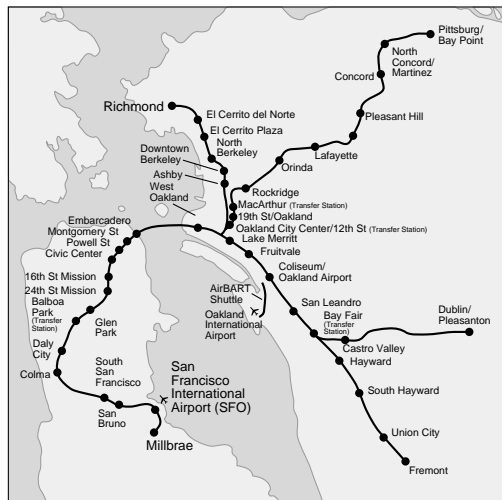 Pittsburg/
Bay Point
North
Concord/
Martinez
Concord
Pleasant Hill
Lafayette
Orinda
Rockridge
Richmond
El Cerrito del Norte
El Cerrito Plaza
North
Berkeley
Downtown
Berkeley
Ashby
West
Oakland
MacArthur (Transfer Station)
19th St/Oakland
Oakland City Center/12th St (Transfer Station)
Lake Merritt
Fruitvale
Coliseum/
Oakland Airport
AirBART
Shuttle
Oakland
International
Airport
San Leandro
Bay Fair
(Transfer
Station)
Dublin/
Pleasanton
Castro Valley
Hayward
South Hayward
Union City
Fremont
Embarcadero
Montgomery St
Powell St
Civic Center
16th St Mission
24th St Mission
Balboa
Park
(Transfer
Station)
Glen
Park
Daly
City
Colma
South
San
Francisco
San
Bruno
San
Francisco
International
Airport (SFO)
Millbrae